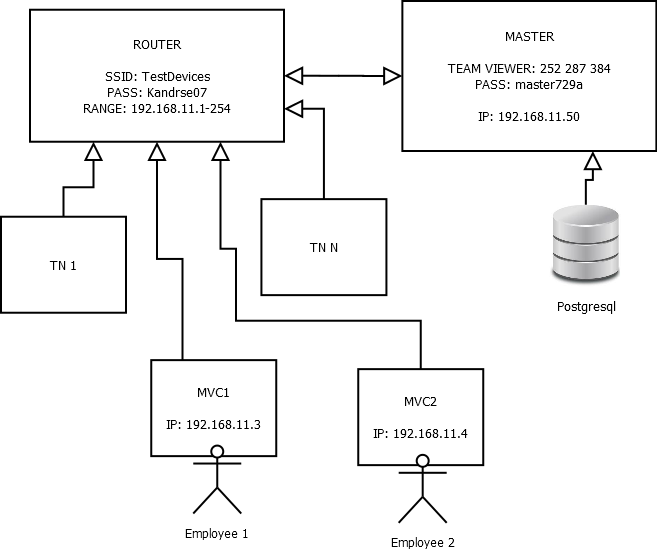 ROUTER
SSID: TestDevices
PASS: Kandrse07
RANGE: 192.168.11.1-254
MASTER
TEAM VIEWER: 252 287 384
PASS: master729a
IP: 192.168.11.50
TN 1
TN N
Postgresql
MVC1
IP: 192.168.11.3
MVC2
IP: 192.168.11.4
Employee 1
Employee 2